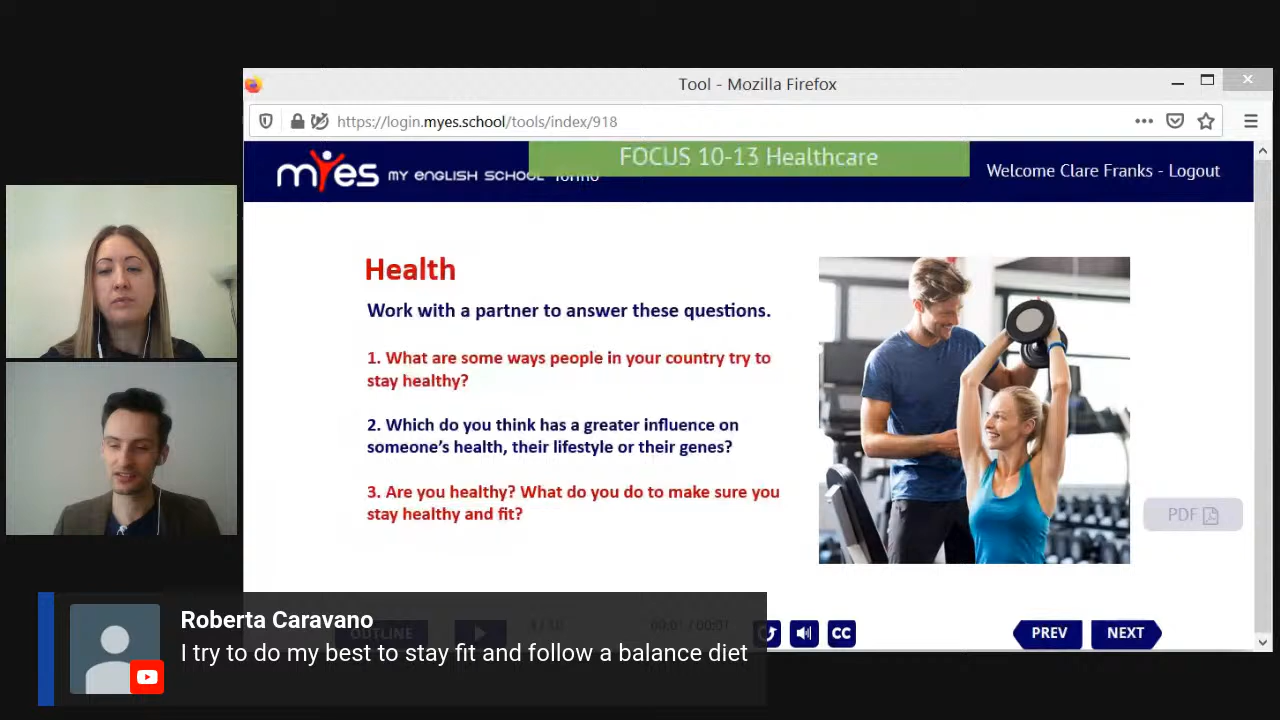 Tool - Mozilla Firefox
https://login.myes.school/tools/index/918
FOCUS 10-13 Healthcare
myes MY ENGLISH SCHOOL Torino
Welcome Clare Franks - Logout
Health
Work with a partner to answer these questions.
1. What are some ways people in your country try to
stay healthy?
2. Which do you think has a greater influence on
someone's health, their lifestyle or their genes?
3. Are you healthy? What do you do to make sure you
stay healthy and fit?
PDF
OUTLINE
CC
PREV
NEXT
Roberta Caravano
I try to do my best to stay fit and follow a balance diet